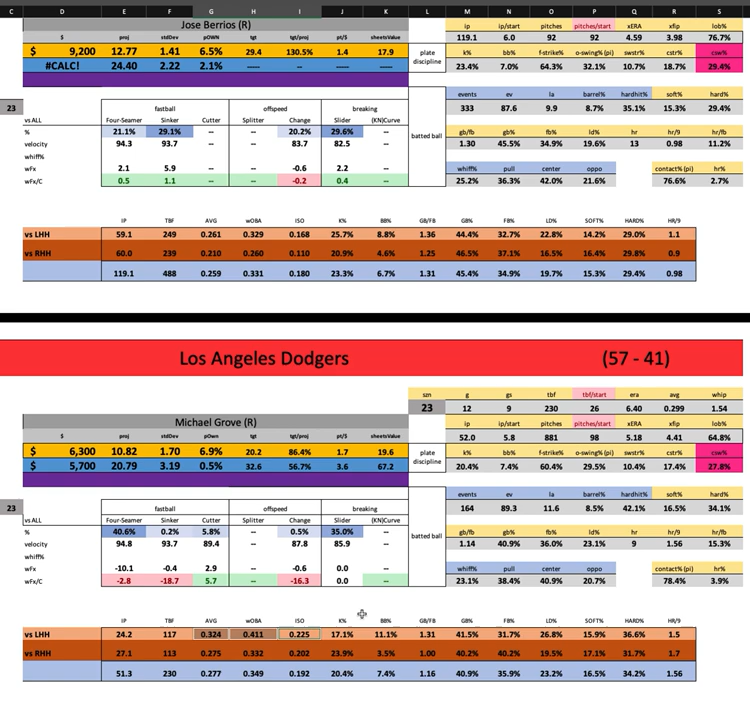 C D E F G H I J K L M N O P Q R S
Jose Berrios (R) ip ip/start pitches pitches/start xERA xfip lob%
$ proj stdDev pOWN tgt tgt/proj pt/$ sheetsValue 119.1 6.0 92 92 4.59 3.98 76.7%
$ 9,200 12.77 1.41 6.5% 29.4 130.5% 1.4 17.9 plate discipline k% bb% f-strike% o-swing% (pi) swstr% cstr% csw%
#CALC! 24.40 2.22 2.1% ---- ---- ---- ---- 23.4% 7.0% 64.3% 32.1% 10.7% 18.7% 29.4%
events ev la barrel% hardhit% soft% hard%
23 fastball offspeed breaking 333 87.6 9.9 8.7% 35.1% 15.3% 29.4%
vs ALL Four-Seamer Sinker Cutter Splitter Change Slider (KN)Curve
% 21.1% 29.1% -- -- 20.2% 29.6% -- batted ball gb/fb gb% fb% ld% hr hr/9 hr/fb
velocity 94.3 93.7 -- -- 83.7 82.5 -- 1.30 45.5% 34.9% 19.6% 13 0.98 11.2%
whiff%
wFx 2.1 5.9 -- -- -0.6 2.2 -- whiff% pull center oppo contact% (pi) hr%
wFx/C 0.5 1.1 -- -- -0.2 0.4 -- 25.2% 36.3% 42.0% 21.6% 76.6% 2.7%
IP TBF AVG wOBA ISO K% BB% GB/FB GB% FB% LD% SOFT% HARD% HR/9
vs LHH 59.1 249 0.261 0.329 0.168 25.7% 8.8% 1.36 44.4% 32.7% 22.8% 14.2% 29.0% 1.1
vs RHH 60.0 239 0.210 0.260 0.110 20.9% 4.6% 1.25 46.5% 37.1% 16.5% 16.4% 29.8% 0.9
119.1 488 0.259 0.331 0.180 23.3% 6.7% 1.31 45.4% 34.9% 19.7% 15.3% 29.4% 0.98
Los Angeles Dodgers (57 - 41)
szn g gs tbf tbf/start era avg whip
23 12 9 230 26 6.40 0.299 1.54
Michael Grove (R) ip ip/start pitches pitches/start xERA xfip lob%
$ proj stdDev pOwn tgt tgt/proj pt/$ sheetsValue 52.0 5.8 881 98 5.18 4.41 64.8%
$ 6,300 10.82 1.70 6.9% 20.2 86.4% 1.7 19.6 plate discipline k% bb% f-strike% o-swing% (pi) swstr% cstr% csw%
$ 5,700 20.79 3.19 0.5% 32.6 56.7% 3.6 67.2 20.4% 7.4% 60.4% 29.5% 10.4% 17.4% 27.8%
events ev la barrel% hardhit% soft% hard%
23 fastball offspeed breaking 164 89.3 11.6 8.5% 42.1% 16.5% 34.1%
vs ALL Four-Seamer Sinker Cutter Splitter Change Slider (KN)Curve
% 40.6% 0.2% 5.8% -- 0.5% 35.0% -- batted ball gb/fb gb% fb% ld% hr hr/9 hr/fb
velocity 94.8 93.7 89.4 -- 87.8 85.9 -- 1.14 40.9% 36.0% 23.1% 9 1.56 15.3%
whiff%
wFx -10.1 -0.4 2.9 -- -0.6 0.0 -- whiff% pull center oppo contact% (pi) hr%
wFx/C -2.8 -18.7 5.7 -- -16.3 0.0 -- 23.1% 38.4% 40.9% 20.7% 78.4% 3.9%
IP TBF AVG wOBA ISO K% BB% GB/FB GB% FB% LD% SOFT% HARD% HR/9
vs LHH 24.2 117 0.324 0.411 0.225 17.1% 11.1% 1.31 41.5% 31.7% 26.8% 15.9% 36.6% 1.5
vs RHH 27.1 113 0.275 0.332 0.202 23.9% 3.5% 1.00 40.2% 40.2% 19.5% 17.1% 31.7% 1.7
51.3 230 0.277 0.349 0.192 20.4% 7.4% 1.16 40.9% 35.9% 23.2% 16.5% 34.2% 1.56